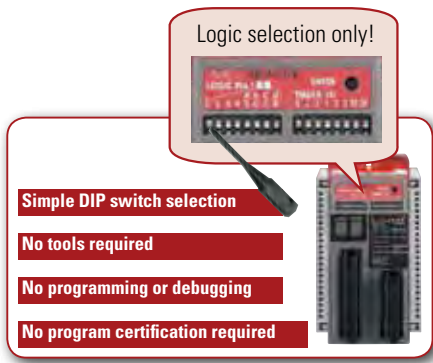 Logic selection only!
Simple DIP switch selection
No tools required
No programming or debugging
No program certification required